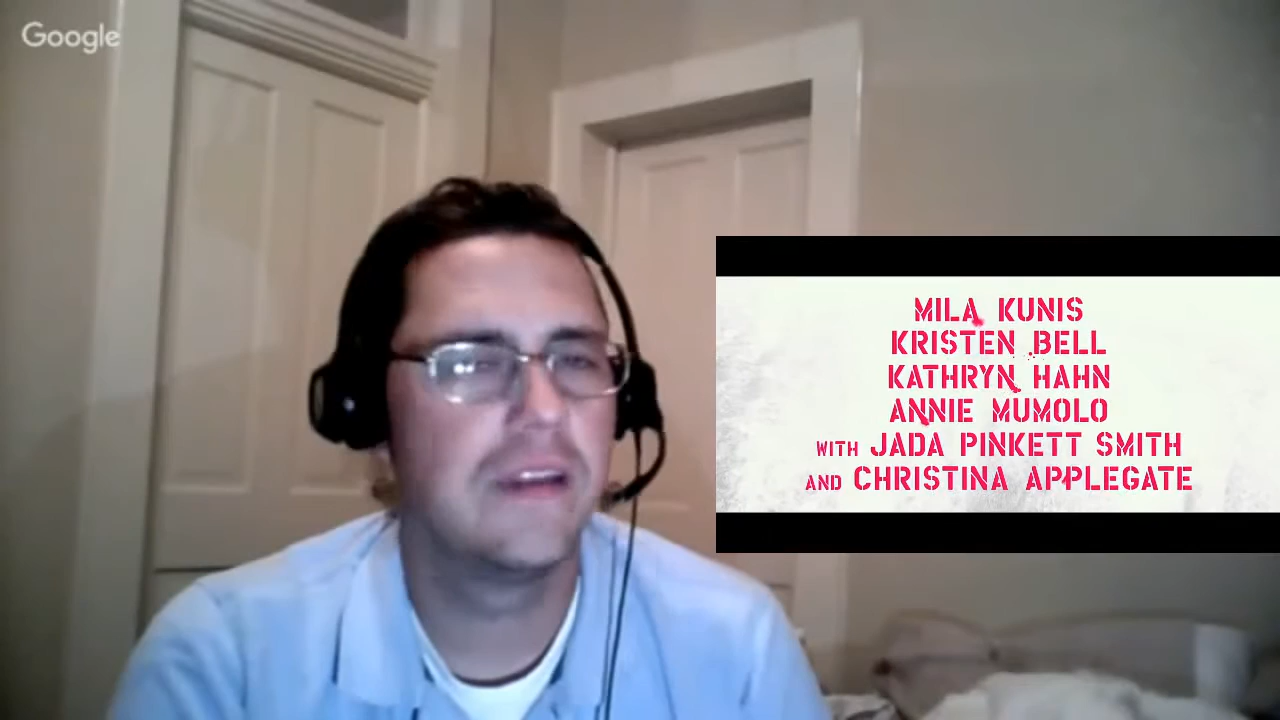 Google
MILA KUNIS
KRISTEN BELL
KATHRYN HAHN
ANNIE MUMOLO
WITH JADA PINKETT SMITH
AND CHRISTINA APPLEGATE